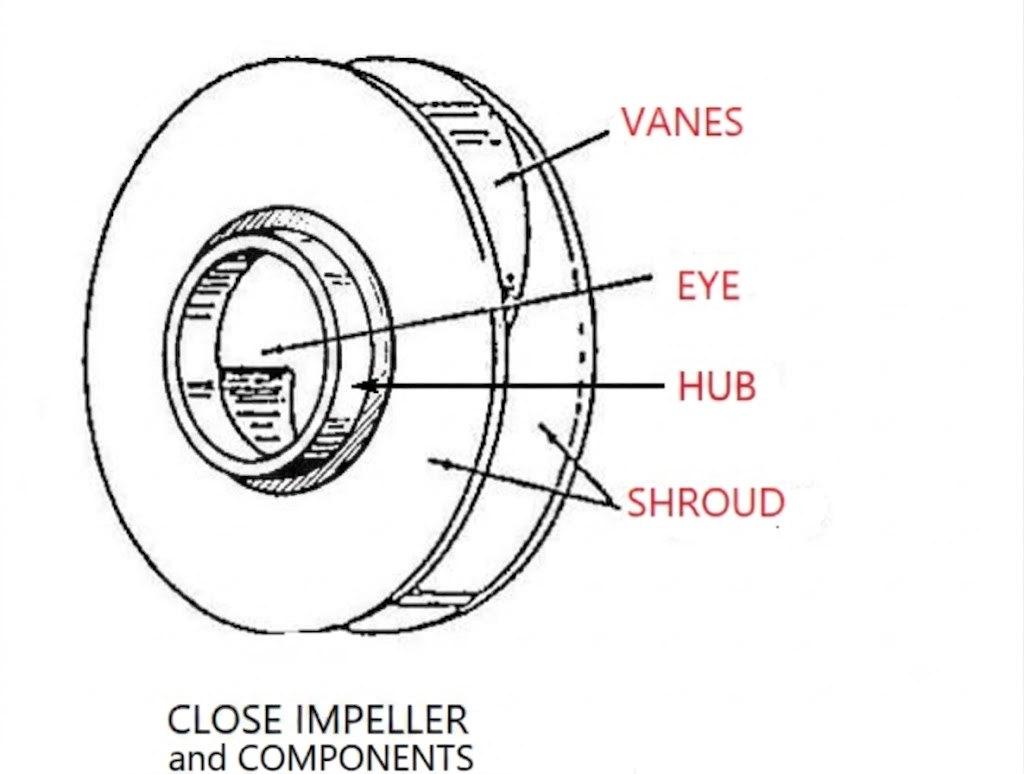 VANES
EYE
HUB
SHROUD
CLOSE IMPELLER
and COMPONENTS